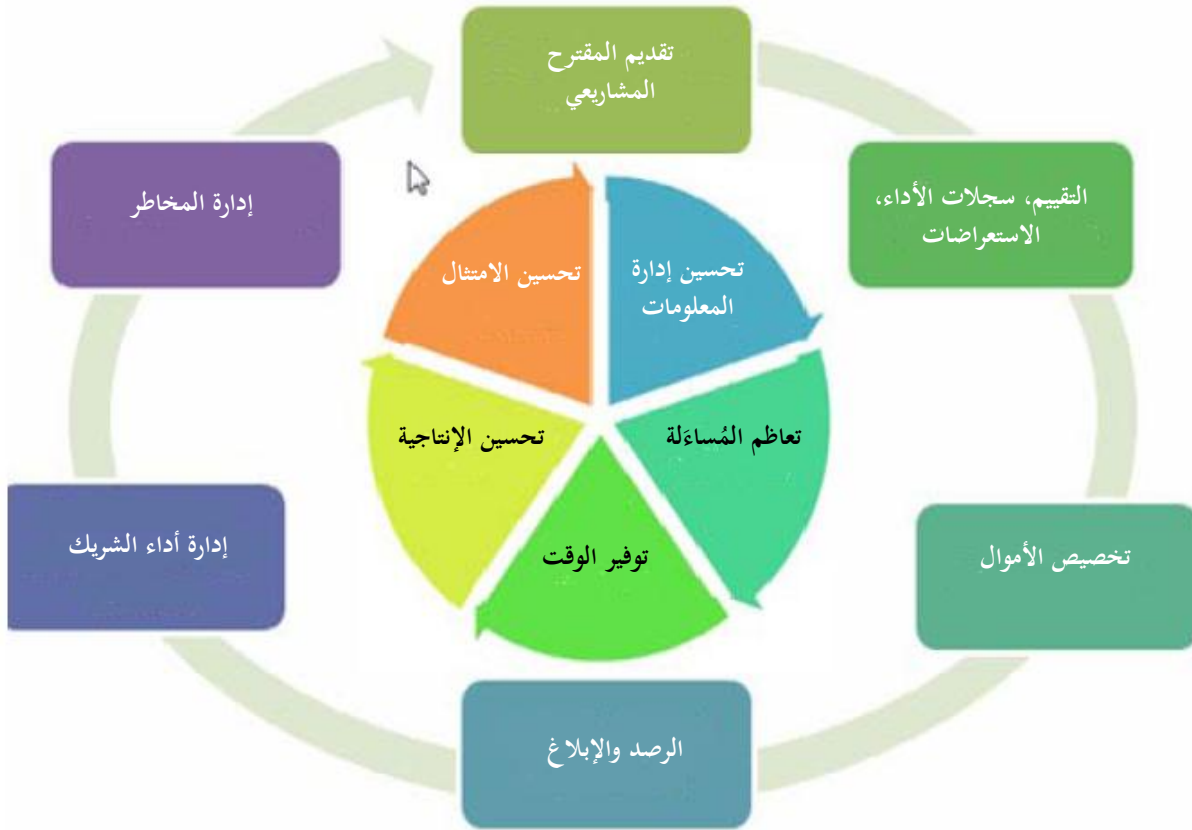 تقديم المقترح
المشاريعي
التقييم، سجلات الأداء،
الاستعراضات
تخصيص الأموال
الرصد والإبلاغ
إدارة أداء الشريك
إدارة المخاطر
تحسين إدارة
المعلومات
تعاظم المُساءَلة
توفير الوقت
تحسين الإنتاجية
تحسين الامتثال